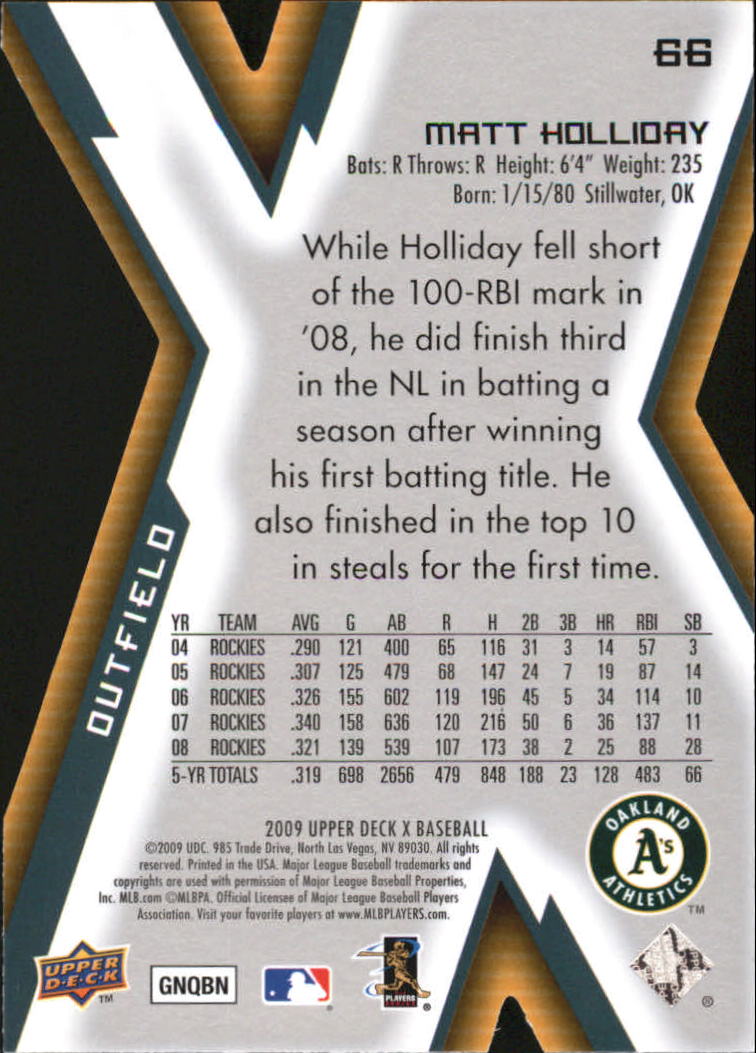 66
MATT HOLLIDAY
Bats: R Throws: R Height: 6'4" Weight: 235
Born: 1/15/80 Stillwater, OK
While Holliday fell short
of the 100-RBI mark in
'08, he did finish third
in the NL in batting a
season after winning
his first batting title. He
also finished in the top 10
in steals for the first time.
OUTFIELD
YR TEAM AVG G AB R H 2B 3B HR RBI SB
04 ROCKIES .290 121 400 65 116 31 3 14 57 3
05 ROCKIES .307 125 479 68 147 24 7 19 87 14
06 ROCKIES .326 155 602 119 196 45 5 34 114 10
07 ROCKIES .340 158 636 120 216 50 6 36 137 11
08 ROCKIES .321 139 539 107 173 38 2 25 88 28
5-YR TOTALS .319 698 2656 479 848 188 23 128 483 66
2009 UPPER DECK X BASEBALL
©2009 UDC. 985 Trade Drive, North Las Vegas, NV 89030. All rights
reserved. Printed in the USA. Major League Baseball trademarks and
copyrights are used with permission of Major League Baseball Properties,
Inc. MLB.com ©MLBPA. Official Licensee of Major League Baseball Players
Association. Visit your favorite players at www.MLBPLAYERS.com.
OAKLAND
A's
ATHLETICS
TM
UPPER
D·E·C·K
TM
GNQBN
®
PLAYERS
®
®